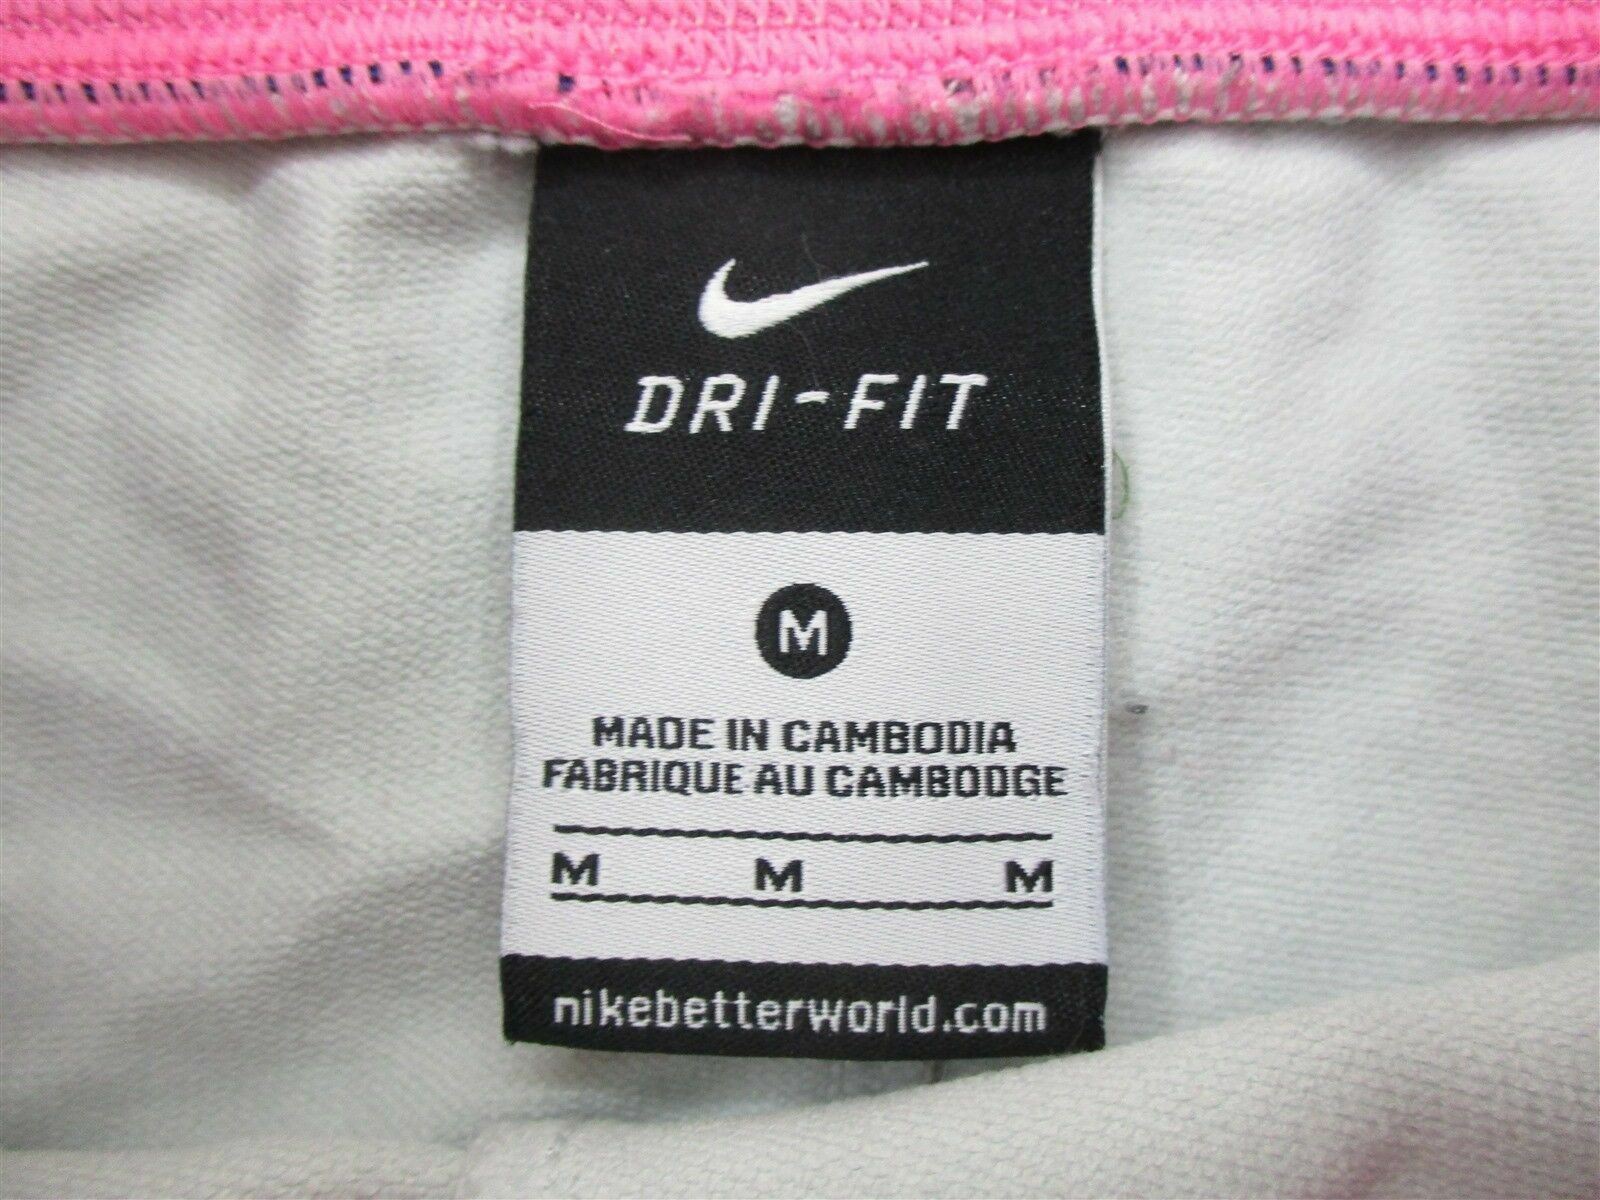 DRI-FIT
M
MADE IN CAMBODIA
FABRIQUE AU CAMBODGE
M M M
nikebetterworld.com